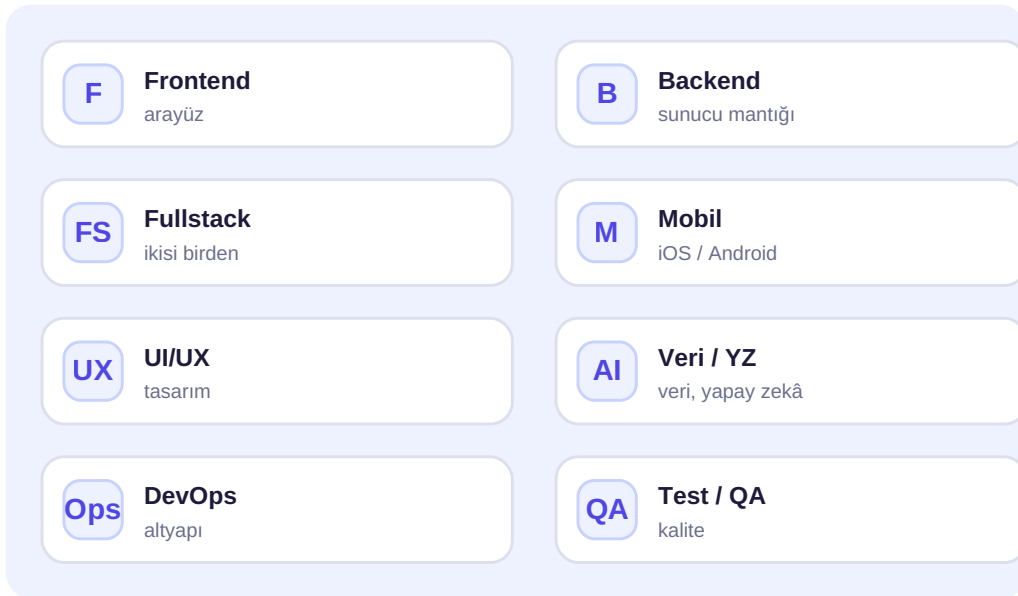 F
Frontend
arayüz
B
Backend
sunucu mantığı
FS
Fullstack
ikisi birden
M
Mobil
iOS / Android
UX
UI/UX
tasarım
AI
Veri / YZ
veri, yapay zekâ
Ops
DevOps
altyapı
QA
Test / QA
kalite